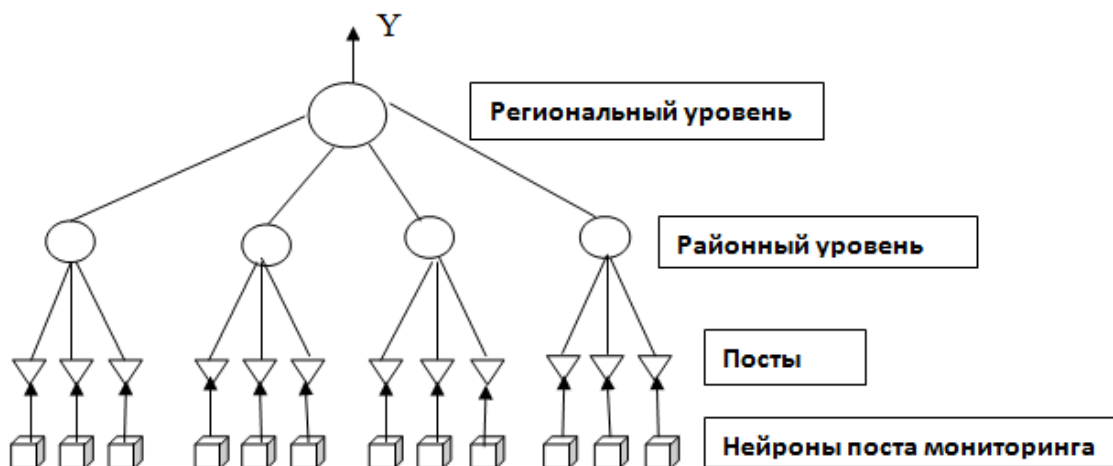 Y
Региональный уровень
Районный уровень
Посты
Нейроны поста мониторинга